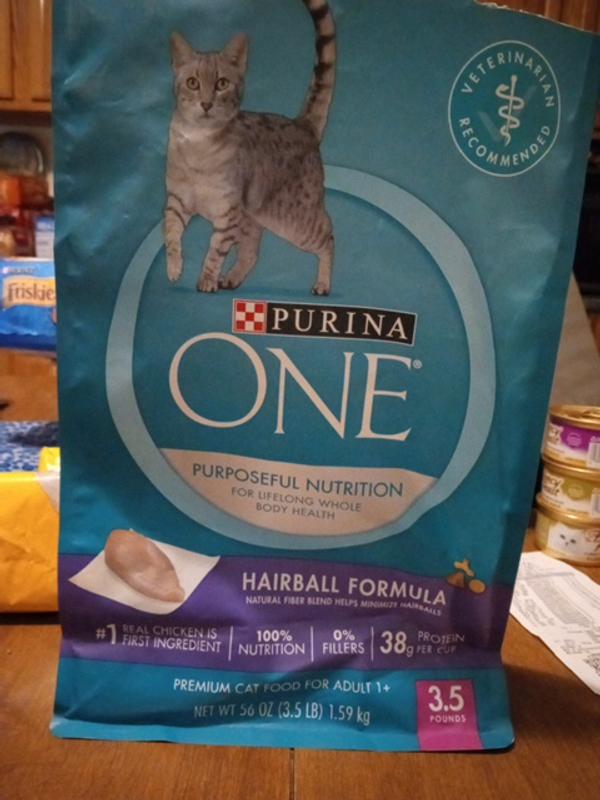 VETERINARIAN
RECOMMENDED
Friskie
PURINA
ONE®
PURPOSEFUL NUTRITION
FOR LIFELONG WHOLE
BODY HEALTH
HAIRBALL FORMULA
NATURAL FIBER BLEND HELPS MINIMIZE HAIRBALLS
#1 REAL CHICKEN IS
FIRST INGREDIENT
100%
NUTRITION
0%
FILLERS
38g PROTEIN
PER CUP
PREMIUM CAT FOOD FOR ADULT 1+
NET WT 56 OZ (3.5 LB) 1.59 kg
3.5
POUNDS